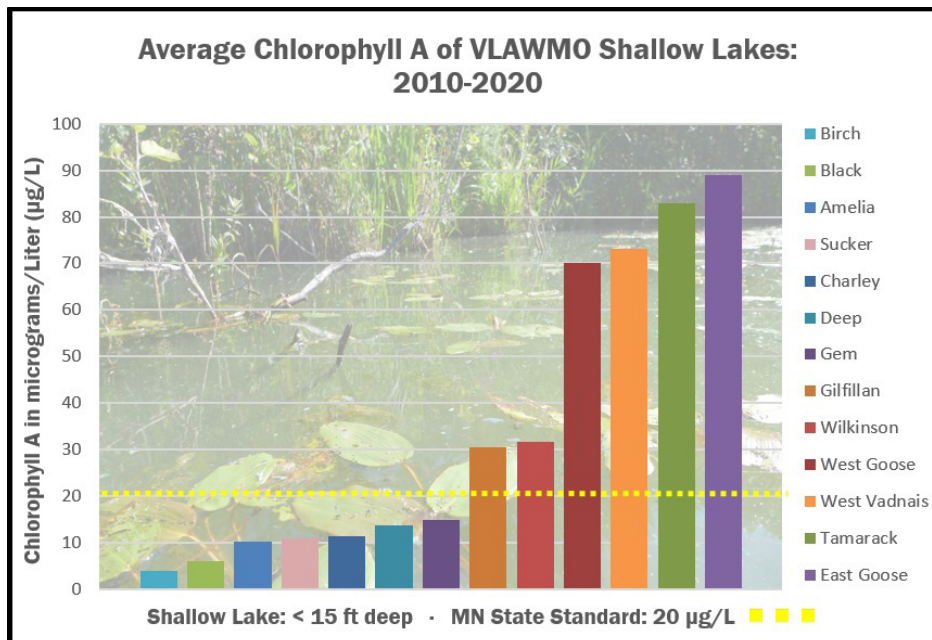 Average Chlorophyll A of VLAWMO Shallow Lakes:
2010-2020
Chlorophyll A in micrograms/Liter (µg/L)
100
90
80
70
60
50
40
30
20
10
0
Birch
Black
Amelia
Sucker
Charley
Deep
Gem
Gilfillan
Wilkinson
West Goose
West Vadnais
Tamarack
East Goose
Shallow Lake: < 15 ft deep · MN State Standard: 20 µg/L